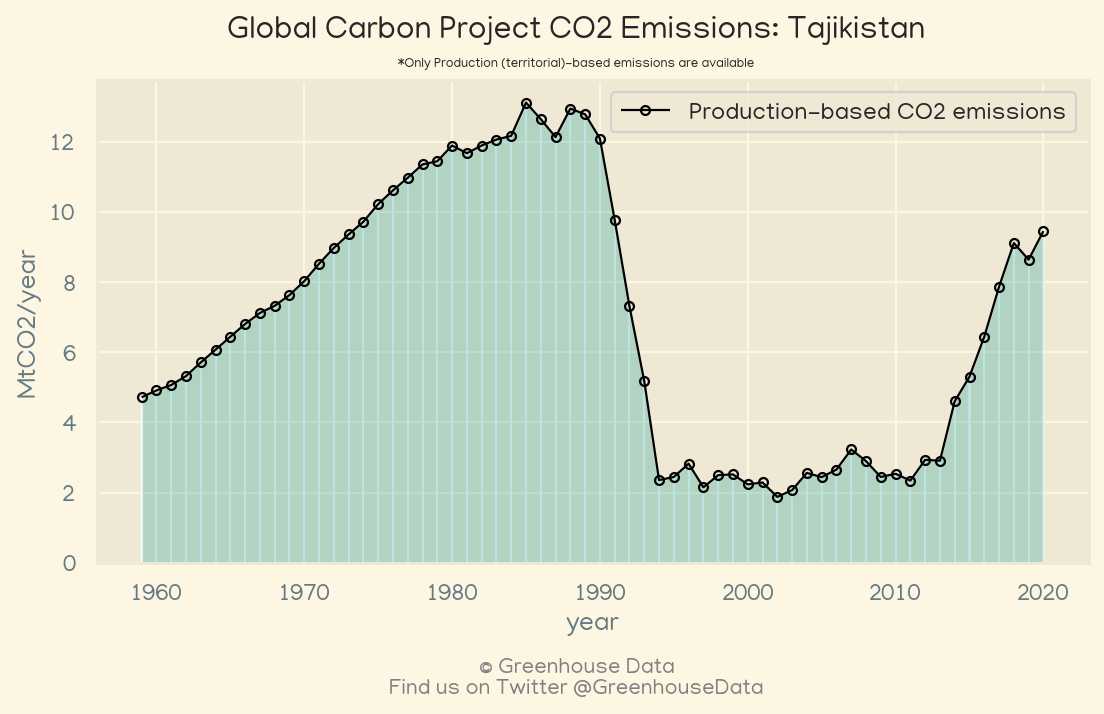 Global Carbon Project CO2 Emissions: Tajikistan
*Only Production (territorial)-based emissions are available
Production-based CO2 emissions
MtCO2/year
12
10
8
6
4
2
0
1960 1970 1980 1990 2000 2010 2020
year
© Greenhouse Data
Find us on Twitter @GreenhouseData